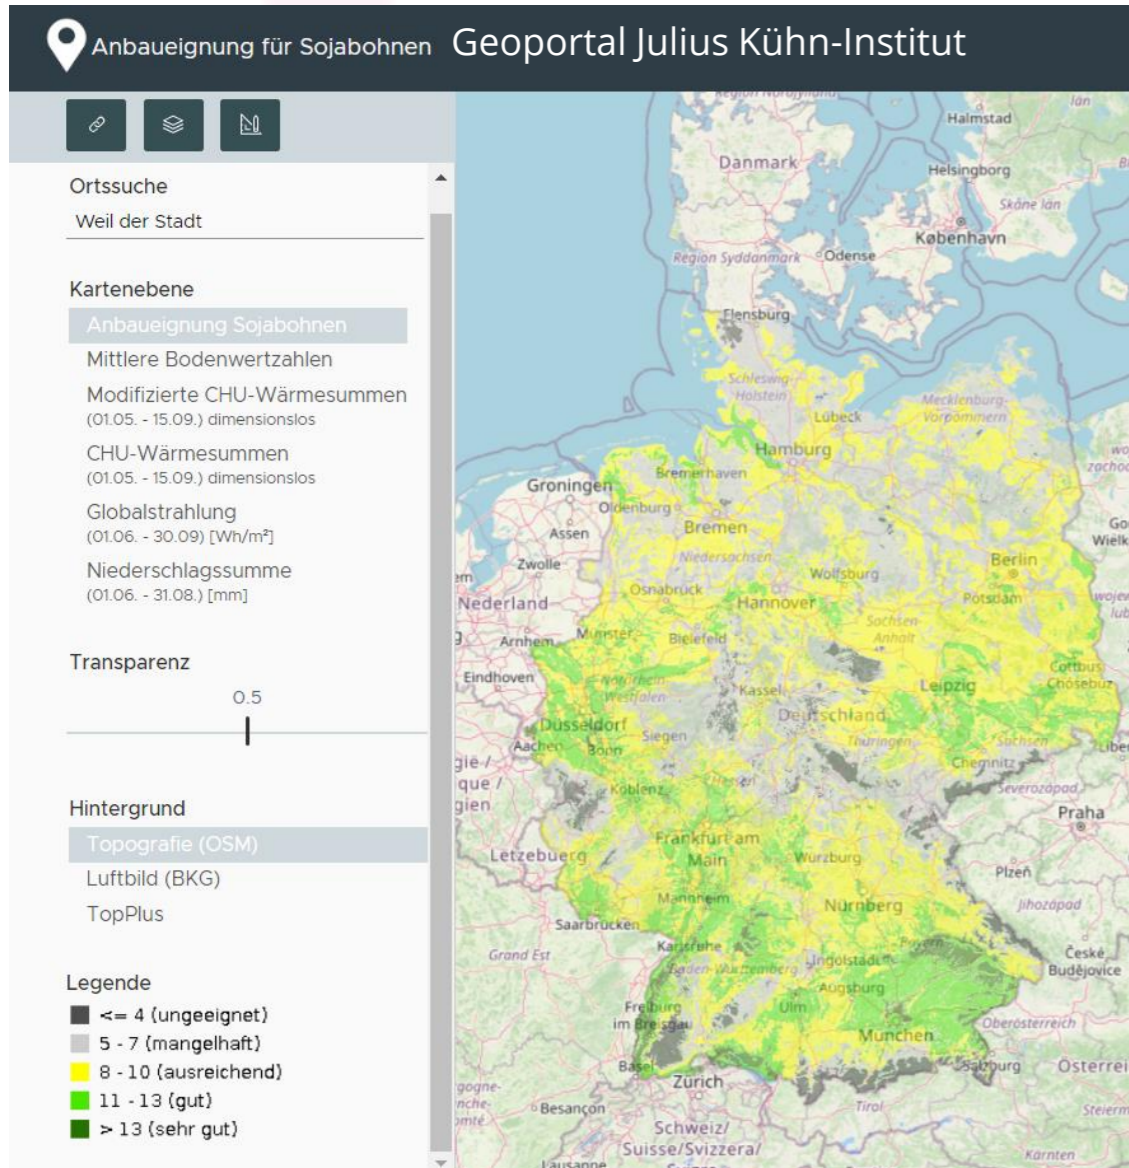 Anbaueignung für Sojabohnen Geoportal Julius Kühn-Institut
Ortssuche
Weil der Stadt
Kartenebene
Anbaueignung Sojabohnen
Mittlere Bodenwertzahlen
Modifizierte CHU-Wärmesummen
(01.05. - 15.09.) dimensionslos
CHU-Wärmesummen
(01.05. - 15.09.) dimensionslos
Globalstrahlung
(01.06. - 30.09) [Wh/m²]
Niederschlagssumme
(01.06. - 31.08.) [mm]
Transparenz
0.5
Hintergrund
Topografie (OSM)
Luftbild (BKG)
TopPlus
Legende
<= 4 (ungeeignet)
5 - 7 (mangelhaft)
8 - 10 (ausreichend)
11 - 13 (gut)
> 13 (sehr gut)
Region Nordjylland
län
Halmstad
Danmark
Helsingborg
Skåne län
København
Region Syddanmark
Odense
Flensburg
Schleswig-
Holstein
Mecklenburg-
Vorpommern
Lübeck
Hamburg
Bremerhaven
Groningen
Oldenburg
Bremen
Assen
Niedersachsen
Berlin
Zwolle
Wolfsburg
Osnabrück
Hannover
Potsdam
Nederland
Sachsen-
Anhalt
Arnhem
Münster
Bielefeld
Eindhoven
Nordrhein-
Westfalen
Kassel
Leipzig
Cottbus
Chóśebuz
Düsseldorf
Deutschland
Siegen
Thüringen
Sachsen
Aachen
Bonn
Chemnitz
Severozápad
Koblenz
Hessen
Praha
Frankfurt am
Main
Letzebuerg
Würzburg
Plzeň
Mannheim
Nürnberg
Jihozápad
Saarbrücken
Karlsruhe
Bayern
Grand Est
Baden-Württemberg
Ingolstadt
České
Budějovice
Augsburg
Freiburg
im Breisgau
Ulm
München
Oberösterreich
Basel
Salzburg
Zürich
Besançon
Tirol
Schweiz/
Suisse/Svizzera/
Kärnten
Lausanne